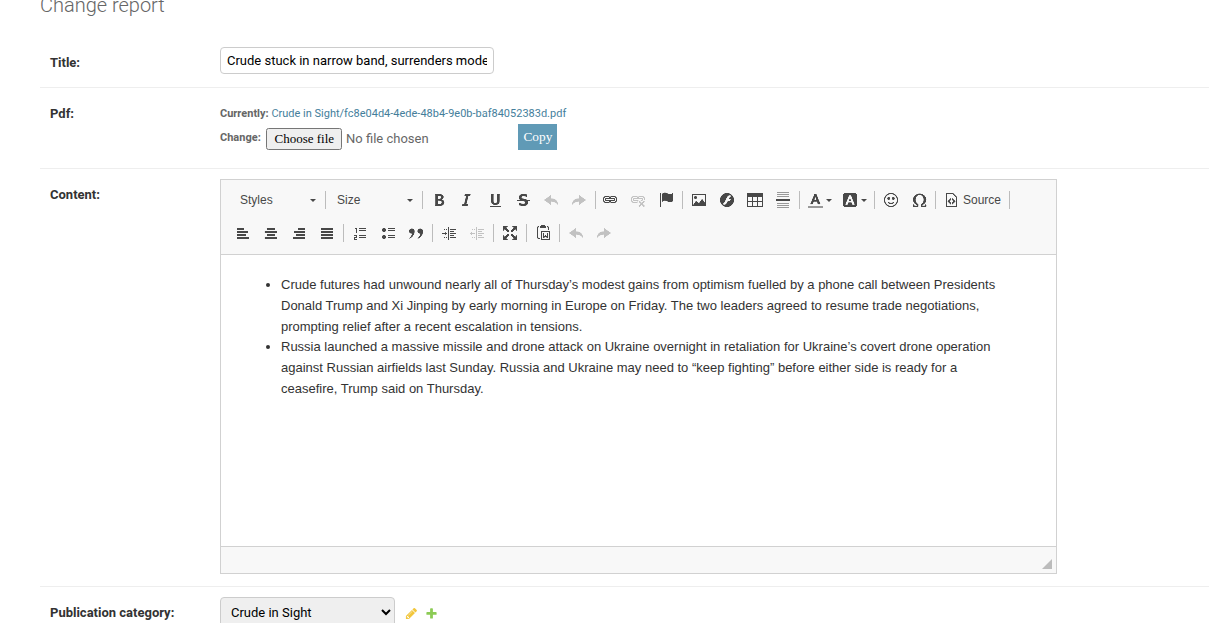 Change report
Title:
Crude stuck in narrow band, surrenders mode
Pdf:
Currently: Crude in Sight/fc8e04d4-4ede-48b4-9e0b-baf84052383d.pdf
Change: Choose file No file chosen Copy
Content:
Styles Size B I U S A A Ω Source
Crude futures had unwound nearly all of Thursday’s modest gains from optimism fuelled by a phone call between Presidents
Donald Trump and Xi Jinping by early morning in Europe on Friday. The two leaders agreed to resume trade negotiations,
prompting relief after a recent escalation in tensions.
Russia launched a massive missile and drone attack on Ukraine overnight in retaliation for Ukraine’s covert drone operation
against Russian airfields last Sunday. Russia and Ukraine may need to “keep fighting” before either side is ready for a
ceasefire, Trump said on Thursday.
Publication category:
Crude in Sight